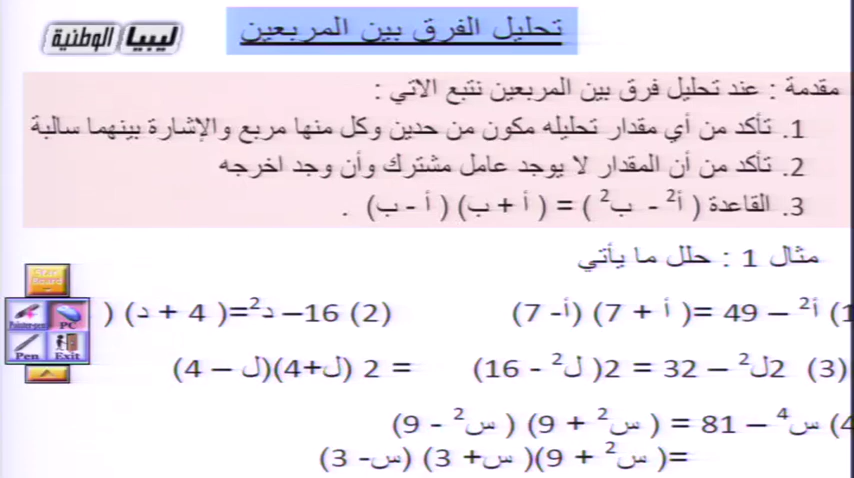 تحليل الفرق بين المربعين
ليبيا الوطنية
مقدمة : عند تحليل فرق بين المربعين نتبع الاتي :
1. تأكد من أي مقدار تحليله مكون من حدين وكل منها مربع والإشارة بينهما سالبة
2. تأكد من أن المقدار لا يوجد عامل مشترك وأن وجد اخرجه
3. القاعدة ( أ² - ب² ) = ( أ + ب) ( أ - ب) .
مثال 1 : حلل ما يأتي
1) أ² – 49 =( أ + 7) (أ- 7)
(2) 16– د²=( 4 + د) (
(3) 2ل² – 32 = 2( ل² - 16) = 2 (ل+4)(ل – 4)
4) س⁴ – 81 = ( س² + 9) ( س² - 9)
=( س² + 9)( س+ 3) (س- 3)
PC
Pen
Exit